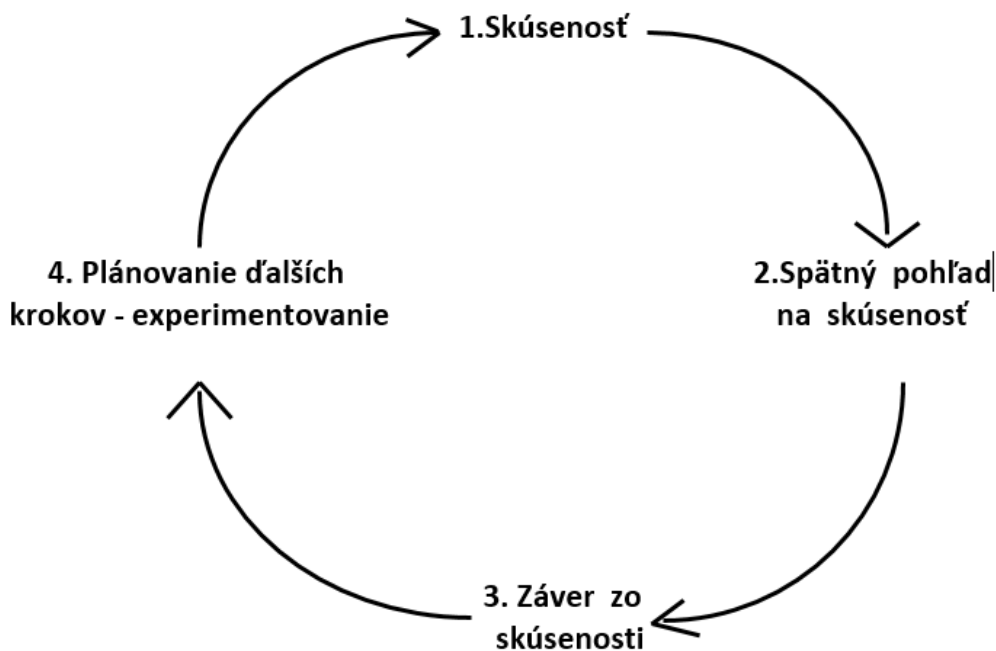 1.Skúsenosť
2.Spätný pohľad
na skúsenosť
3. Záver zo
skúsenosti
4. Plánovanie ďalších
krokov - experimentovanie